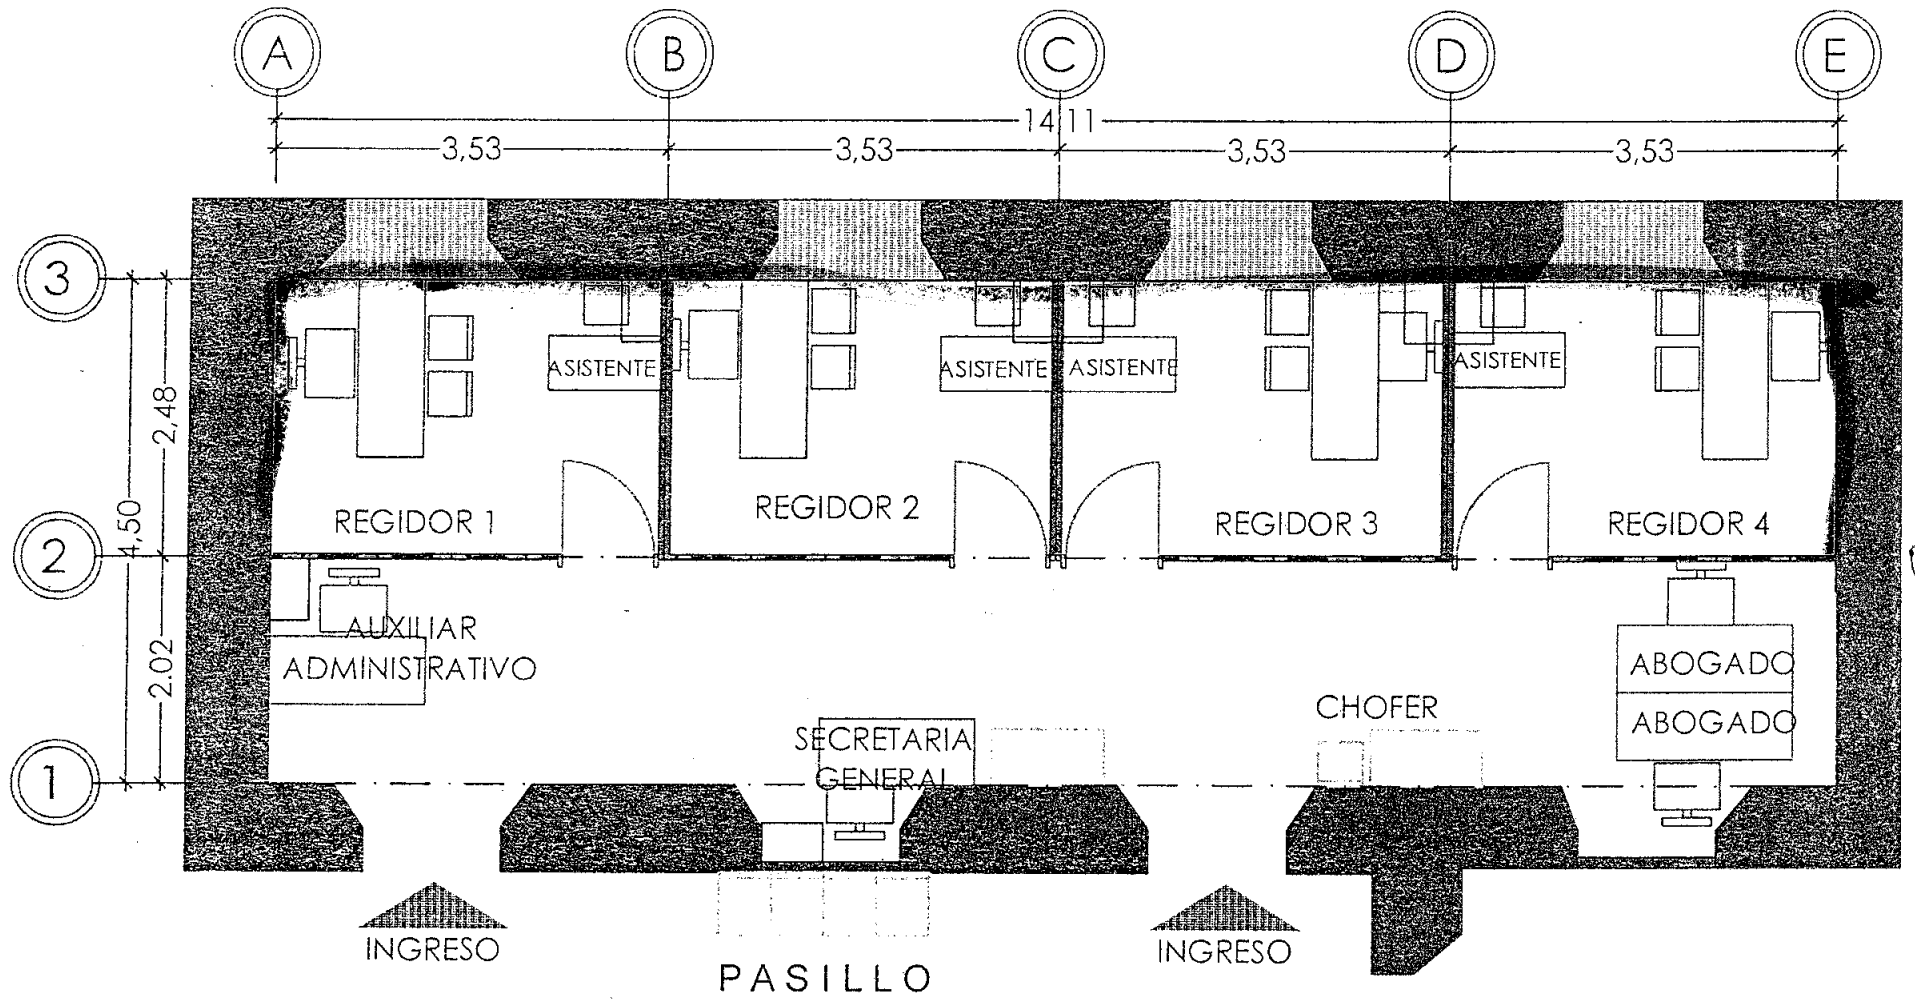 A
B
C
D
E
14,11
3,53
3,53
3,53
3,53
3
2
1
2,48
4,50
2.02
ASISTENTE
ASISTENTE
ASISTENTE
ASISTENTE
REGIDOR 1
REGIDOR 2
REGIDOR 3
REGIDOR 4
AUXILIAR
ADMINISTRATIVO
SECRETARIA
GENERAL
CHOFER
ABOGADO
ABOGADO
INGRESO
INGRESO
PASILLO